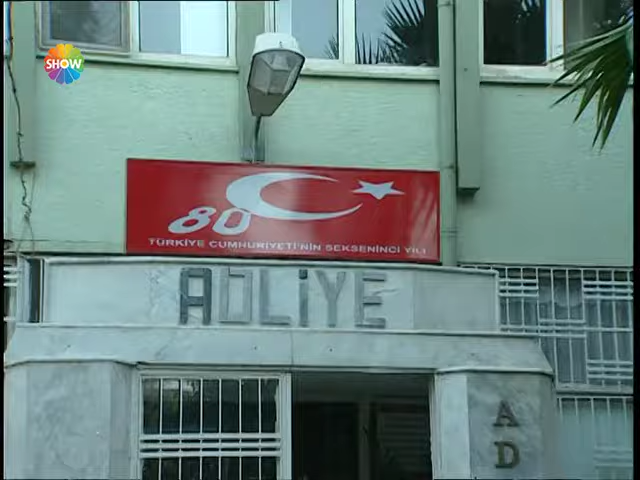 SHOW
80
TÜRKİYE CUMHURİYETİ'NİN SEKSENİNCİ YILI
ADLİYE
A
D